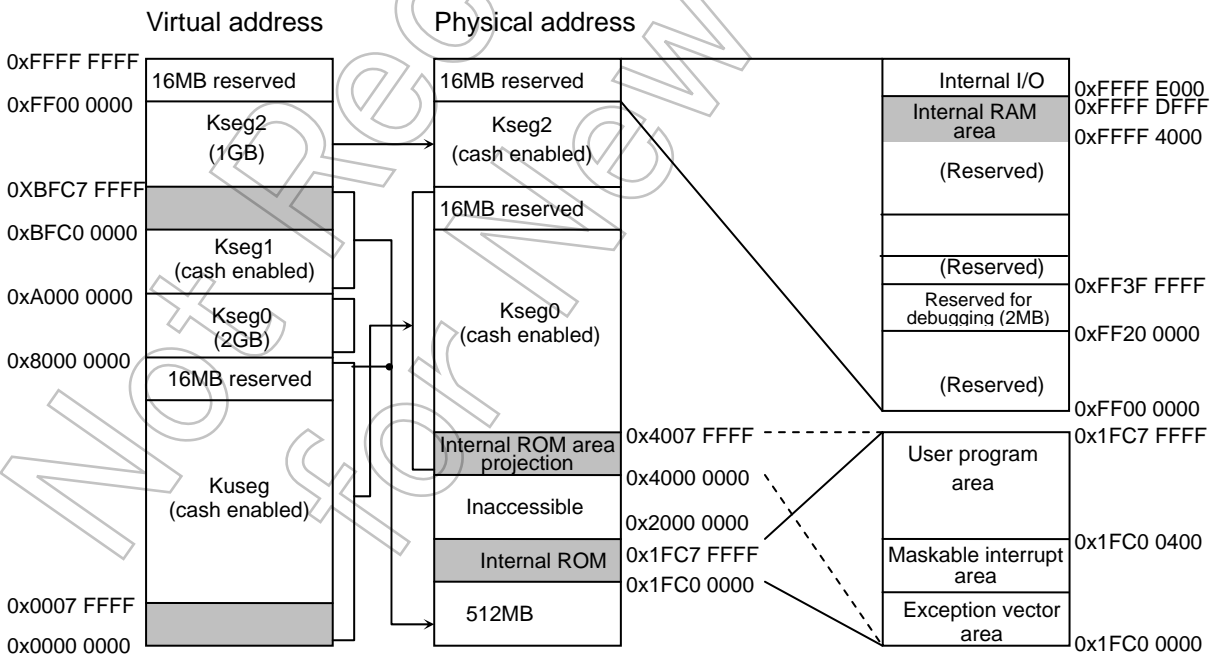 Virtual address
Physical address
0xFFFF FFFF
0xFF00 0000
0XBFC7 FFFF
0xBFC0 0000
0xA000 0000
0x8000 0000
0x0007 FFFF
0x0000 0000
16MB reserved
Kseg2
(1GB)
Kseg1
(cash enabled)
Kseg0
(2GB)
16MB reserved
Kuseg
(cash enabled)
16MB reserved
Kseg2
(cash enabled)
16MB reserved
Kseg0
(cash enabled)
Internal ROM area
projection
Inaccessible
Internal ROM
512MB
0x4007 FFFF
0x4000 0000
0x2000 0000
0x1FC7 FFFF
0x1FC0 0000
Internal I/O
Internal RAM
area
(Reserved)
(Reserved)
Reserved for
debugging (2MB)
(Reserved)
0xFFFF E000
0xFFFF DFFF
0xFFFF 4000
0xFF3F FFFF
0xFF20 0000
0xFF00 0000
User program
area
Maskable interrupt
area
Exception vector
area
0x1FC7 FFFF
0x1FC0 0400
0x1FC0 0000
Not Rec
for New